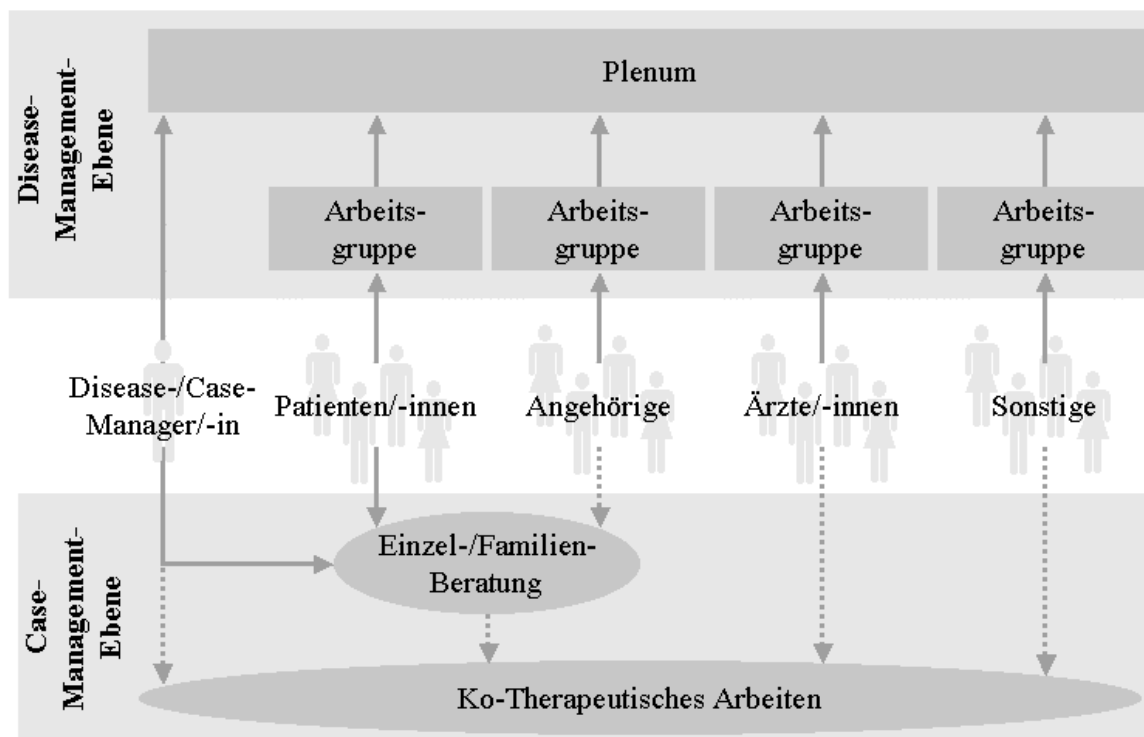 Disease-
Management-
Ebene
Plenum
Arbeits-
gruppe
Arbeits-
gruppe
Arbeits-
gruppe
Arbeits-
gruppe
Disease-/Case-
Manager/-in
Patienten/-innen
Angehörige
Ärzte/-innen
Sonstige
Case-
Management-
Ebene
Einzel-/Familien-
Beratung
Ko-Therapeutisches Arbeiten